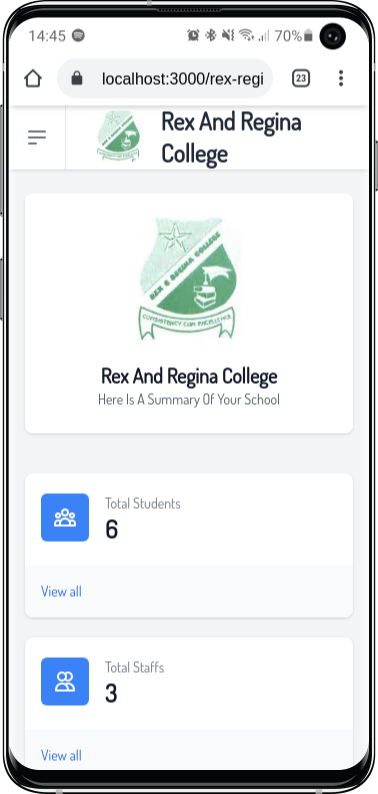 14:45
70%
localhost:3000/rex-regi
23
Rex And Regina
College
REX & REGINA COLLEGE
CONSISTENCY CUM EXCELLENCE
Rex And Regina College
Here Is A Summary Of Your School
Total Students
6
View all
Total Staffs
3
View all